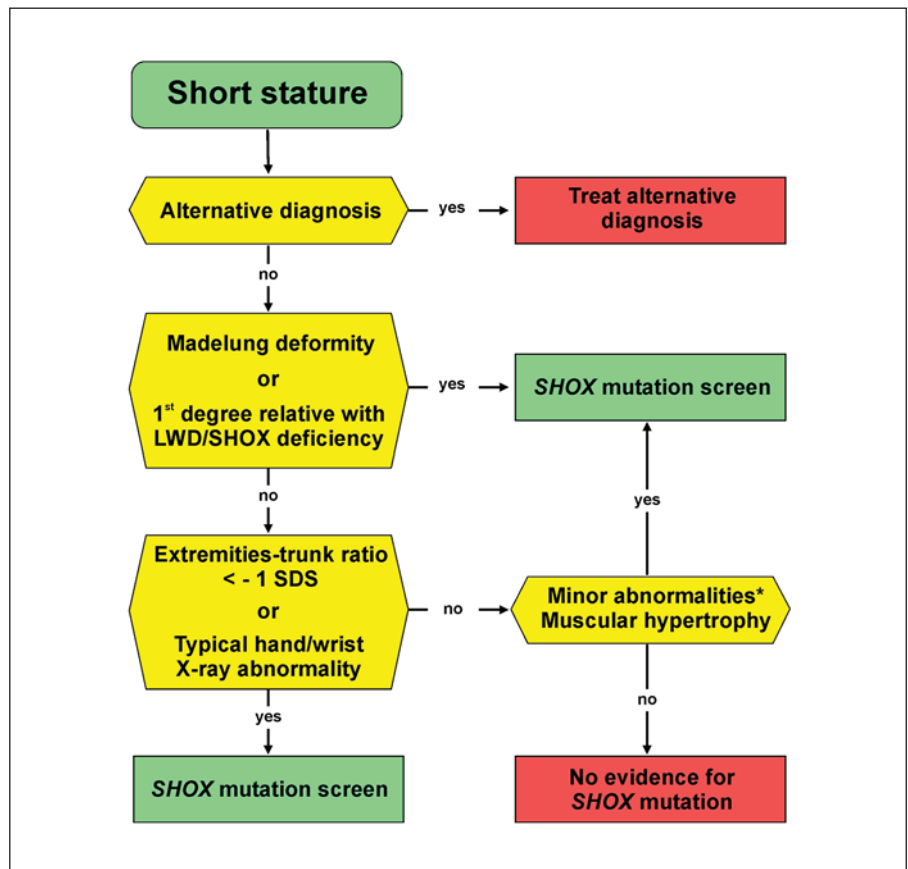 Short stature
Alternative diagnosis
yes
Treat alternative
diagnosis
no
Madelung deformity
or
1st degree relative with
LWD/SHOX deficiency
yes
SHOX mutation screen
no
yes
Extremities-trunk ratio
< - 1 SDS
or
Typical hand/wrist
X-ray abnormality
no
Minor abnormalities*
Muscular hypertrophy
yes
no
SHOX mutation screen
No evidence for
SHOX mutation